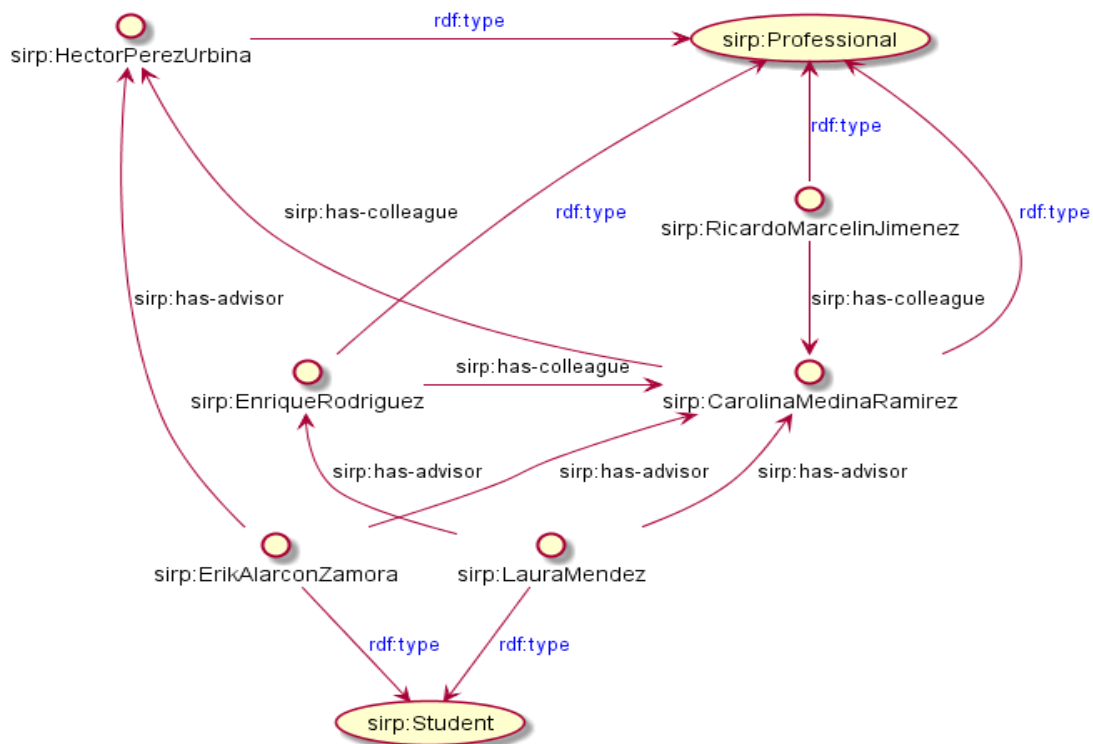 rdf:type
sirp:Professional
sirp:HectorPerezUrbina
rdf:type
sirp:has-colleague
rdf:type
rdf:type
sirp:RicardoMarcelinJimenez
sirp:has-advisor
sirp:has-colleague
sirp:has-colleague
sirp:EnriqueRodriguez
sirp:CarolinaMedinaRamirez
sirp:has-advisor
sirp:has-advisor
sirp:has-advisor
sirp:ErikAlarconZamora
sirp:LauraMendez
rdf:type
rdf:type
sirp:Student